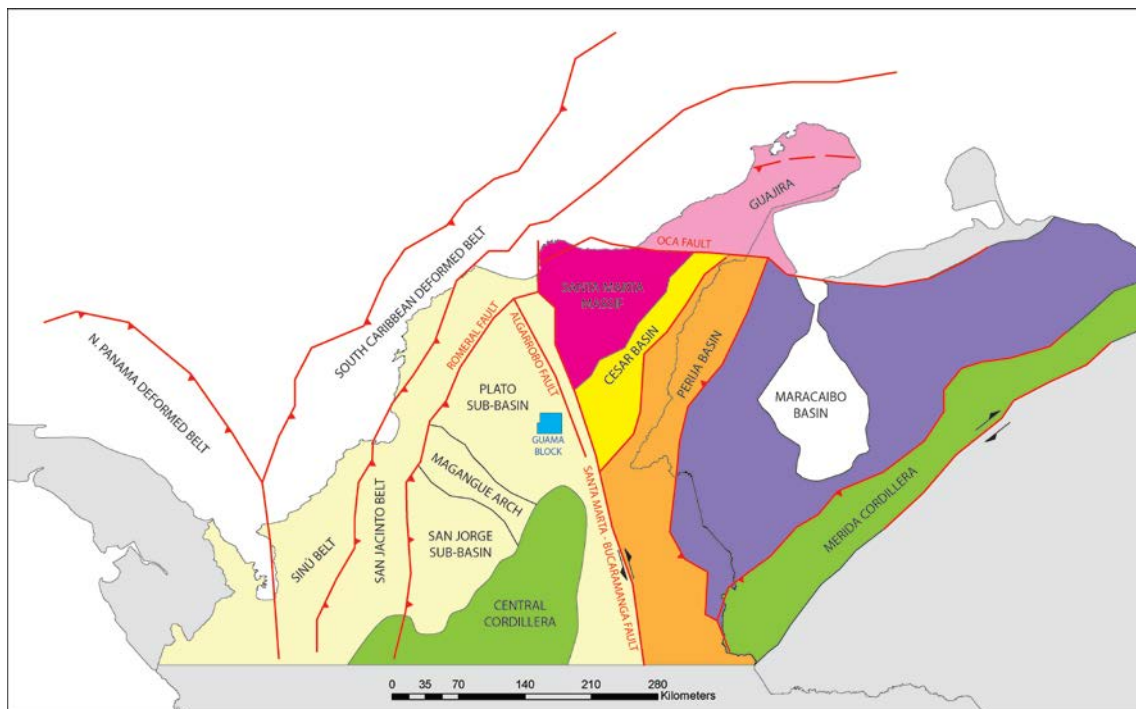 GUAJIRA
OCA FAULT
SOUTH CARIBBEAN DEFORMED BELT
N. PANAMA DEFORMED BELT
SANTA MARTA
MASSIF
ROMERAL FAULT
ALGARROBO FAULT
CESAR BASIN
PERIJA BASIN
PLATO
SUB-BASIN
GUAMA
BLOCK
MARACAIBO
BASIN
MAGANGUE ARCH
SAN JORGE
SUB-BASIN
SINÚ BELT
SAN JACINTO BELT
SANTA MARTA - BUCARAMANGA FAULT
MERIDA CORDILLERA
CENTRAL
CORDILLERA
0 35 70 140 210 280
Kilometers